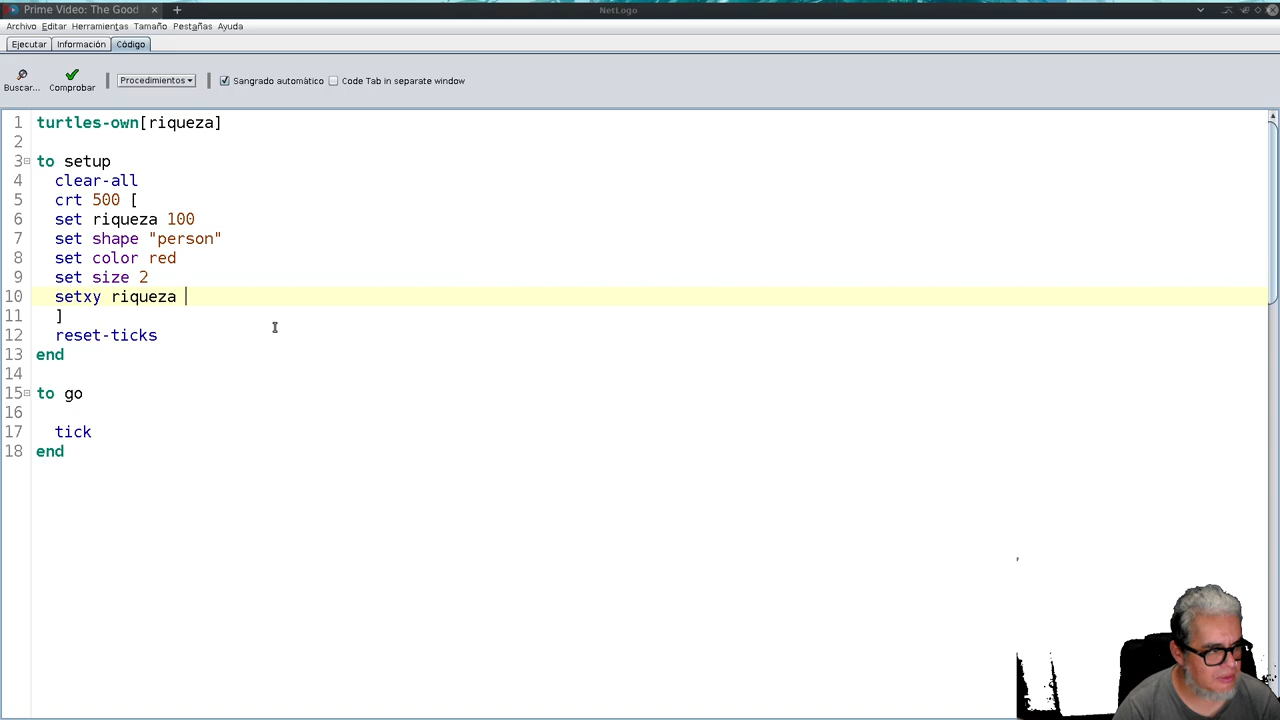 Prime Video: The Good
NetLogo
Archivo Editar Herramientas Tamaño Pestañas Ayuda
Ejecutar Información Código
Buscar... Comprobar Procedimientos Sangrado automático Code Tab in separate window
1 turtles-own[riqueza]
2
3 to setup
4 clear-all
5 crt 500 [
6 set riqueza 100
7 set shape "person"
8 set color red
9 set size 2
10 setxy riqueza
11 ]
12 reset-ticks
13 end
14
15 to go
16
17 tick
18 end